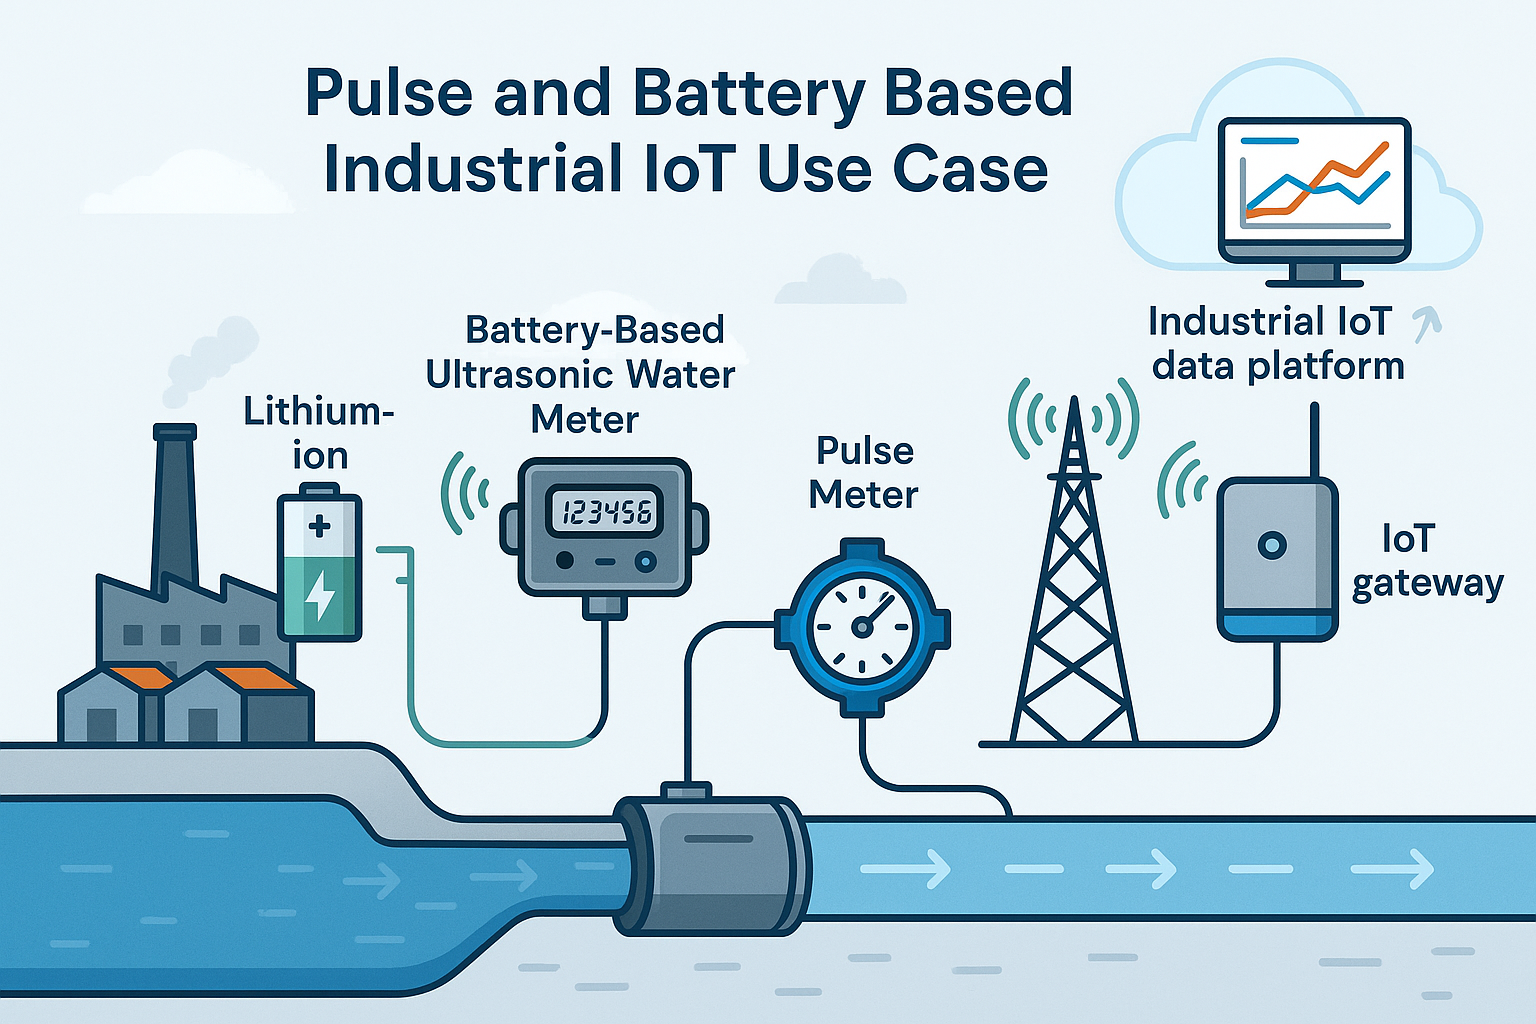 Pulse and Battery Based
Industrial IoT Use Case
Battery-Based
Ultrasonic Water
Meter
Lithium-
ion
+
123456
Pulse
Meter
Industrial IoT
data platform
IoT
gateway